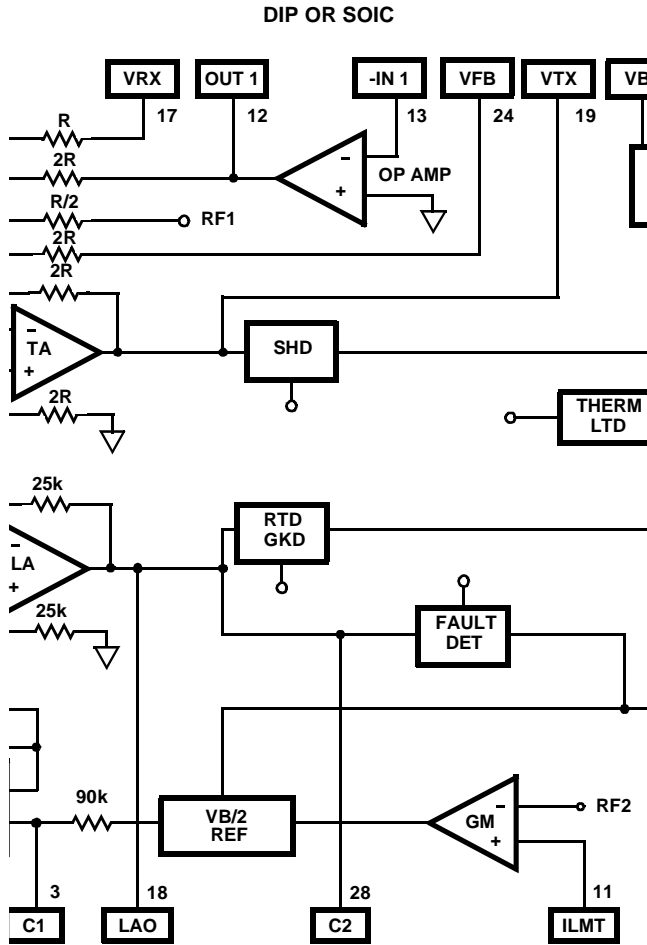 DIP OR SOIC
VRX
OUT 1
-IN 1
VFB
VTX
VB
17
12
13
24
19
R
2R
R/2
2R
2R
RF1
−
+
OP AMP
−
TA
+
SHD
2R
THERM
LTD
25k
−
LA
+
RTD
GKD
25k
FAULT
DET
90k
VB/2
REF
−
GM
+
RF2
3
18
28
11
C1
LAO
C2
ILMT